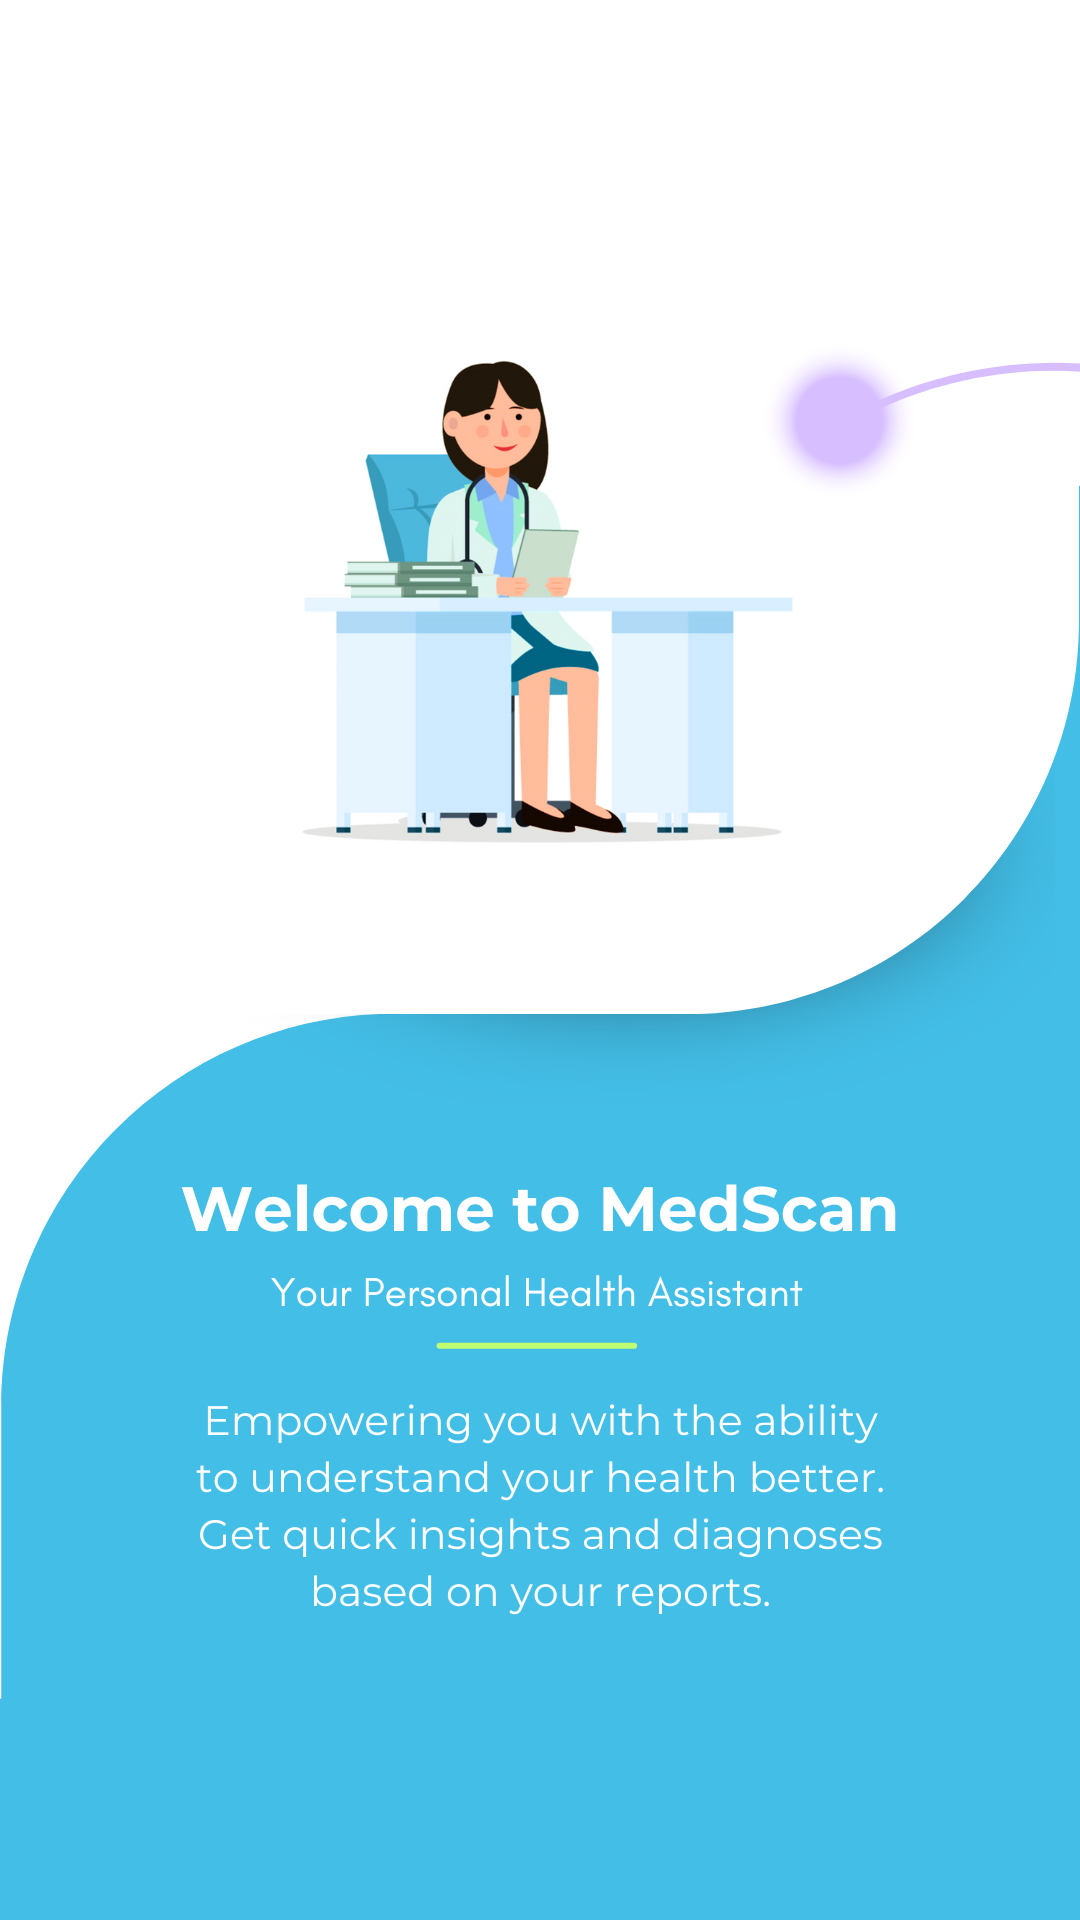 Welcome to MedScan
Your Personal Health Assistant
Empowering you with the ability
to understand your health better.
Get quick insights and diagnoses
based on your reports.